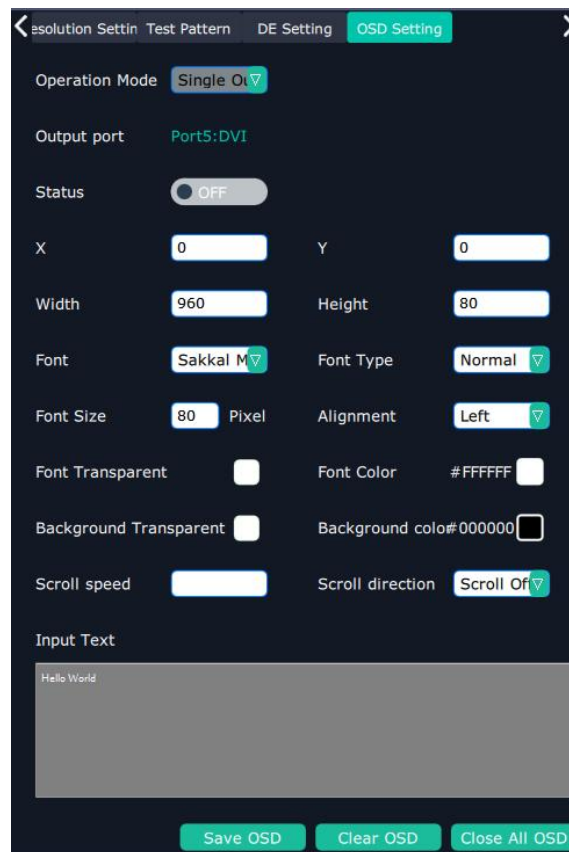 esolution Settin Test Pattern DE Setting OSD Setting
Operation Mode Single Ou
Output port Port5:DVI
Status OFF
X 0 Y 0
Width 960 Height 80
Font Sakkal M Font Type Normal
Font Size 80 Pixel Alignment Left
Font Transparent Font Color #FFFFFF
Background Transparent Background colo #000000
Scroll speed Scroll direction Scroll Off
Input Text
Hello World
Save OSD Clear OSD Close All OSD